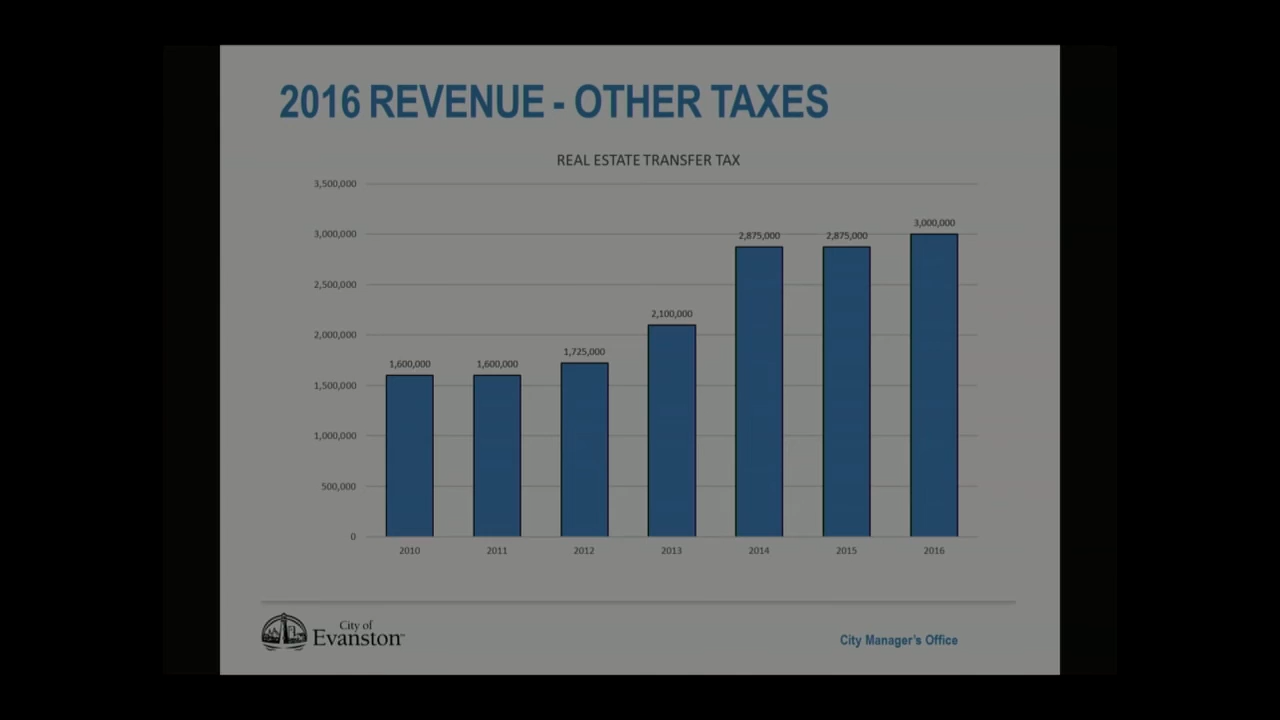 2016 REVENUE - OTHER TAXES
REAL ESTATE TRANSFER TAX
3,500,000
3,000,000
2,500,000
2,000,000
1,500,000
1,000,000
500,000
0
1,600,000
1,600,000
1,725,000
2,100,000
2,875,000
2,875,000
3,000,000
2010 2011 2012 2013 2014 2015 2016
City of
Evanston™
City Manager's Office